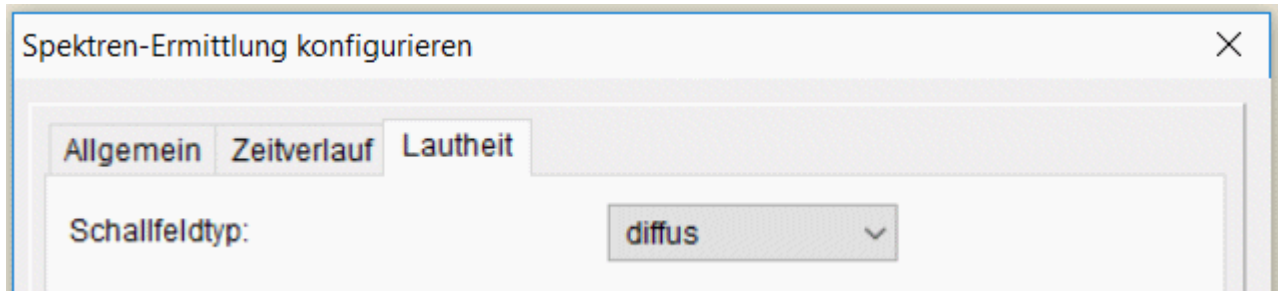 Spektren-Ermittlung konfigurieren
Allgemein Zeitverlauf Lautheit
Schallfeldtyp: diffus